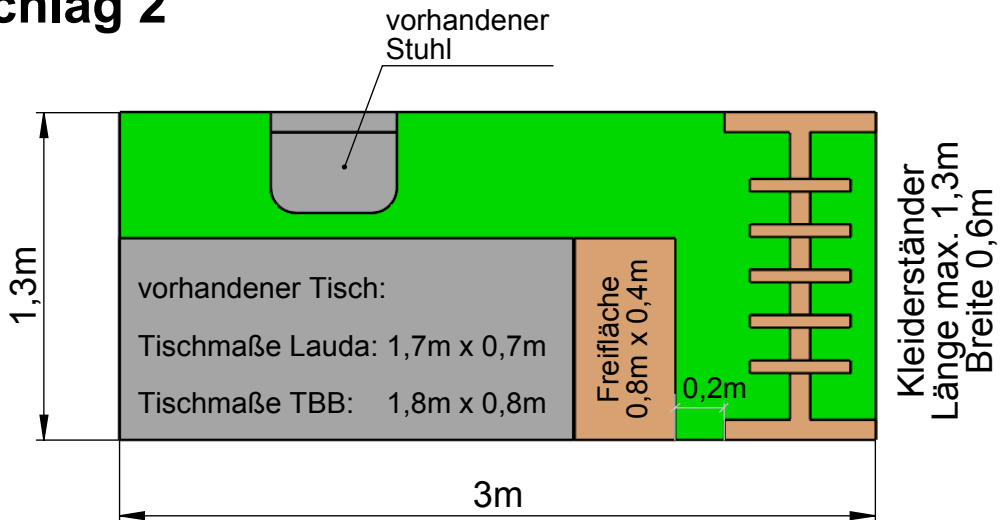 chlag 2
vorhandener
Stuhl
1,3m
vorhandener Tisch:
Tischmaße Lauda: 1,7m x 0,7m
Tischmaße TBB: 1,8m x 0,8m
Freifläche
0,8m x 0,4m
0,2m
Kleiderständer
Länge max. 1,3m
Breite 0,6m
3m